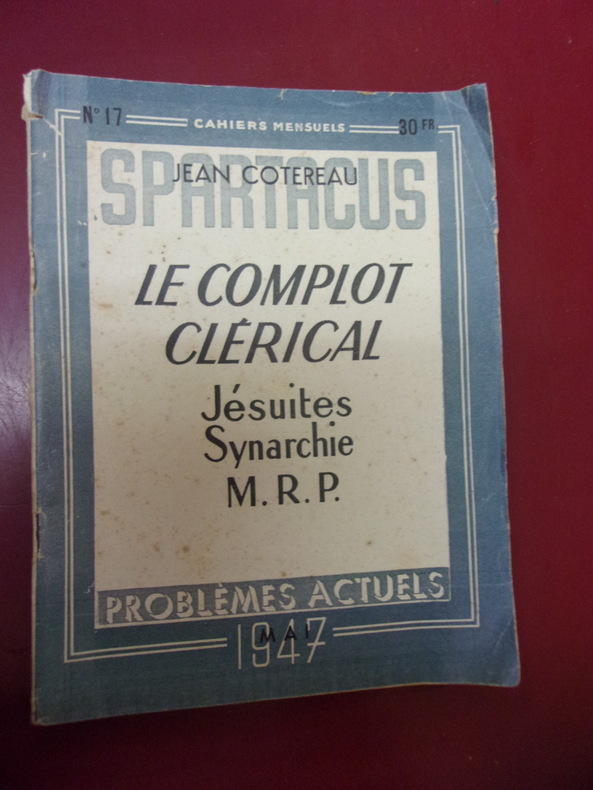 N° 17 CAHIERS MENSUELS 30 FR.
SPARTACUS
JEAN COTEREAU
LE COMPLOT
CLÉRICAL
Jésuites
Synarchie
M. R. P.
PROBLÈMES ACTUELS
MAI
1947